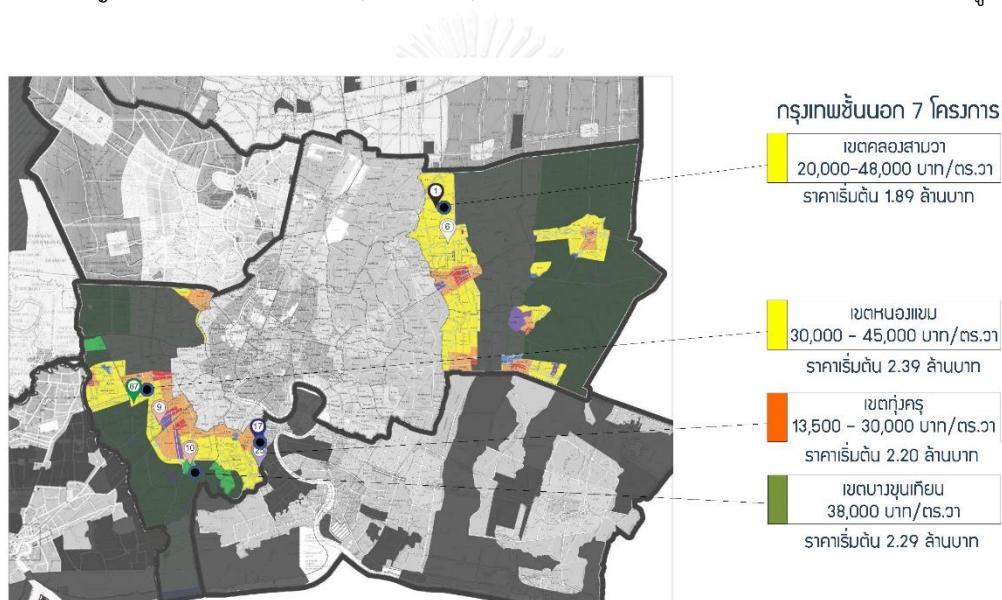 กรุงเทพชั้นนอก 7 โครงการ
เขตคลองสามวา
20,000-48,000 บาท/ตร.วา
ราคาเริ่มต้น 1.89 ล้านบาท
เขตหนองแขม
30,000 - 45,000 บาท/ตร.วา
ราคาเริ่มต้น 2.39 ล้านบาท
เขตทุ่งครุ
13,500 - 30,000 บาท/ตร.วา
ราคาเริ่มต้น 2.20 ล้านบาท
เขตบางขุนเทียน
38,000 บาท/ตร.วา
ราคาเริ่มต้น 2.29 ล้านบาท
1
6
67
9
17
10